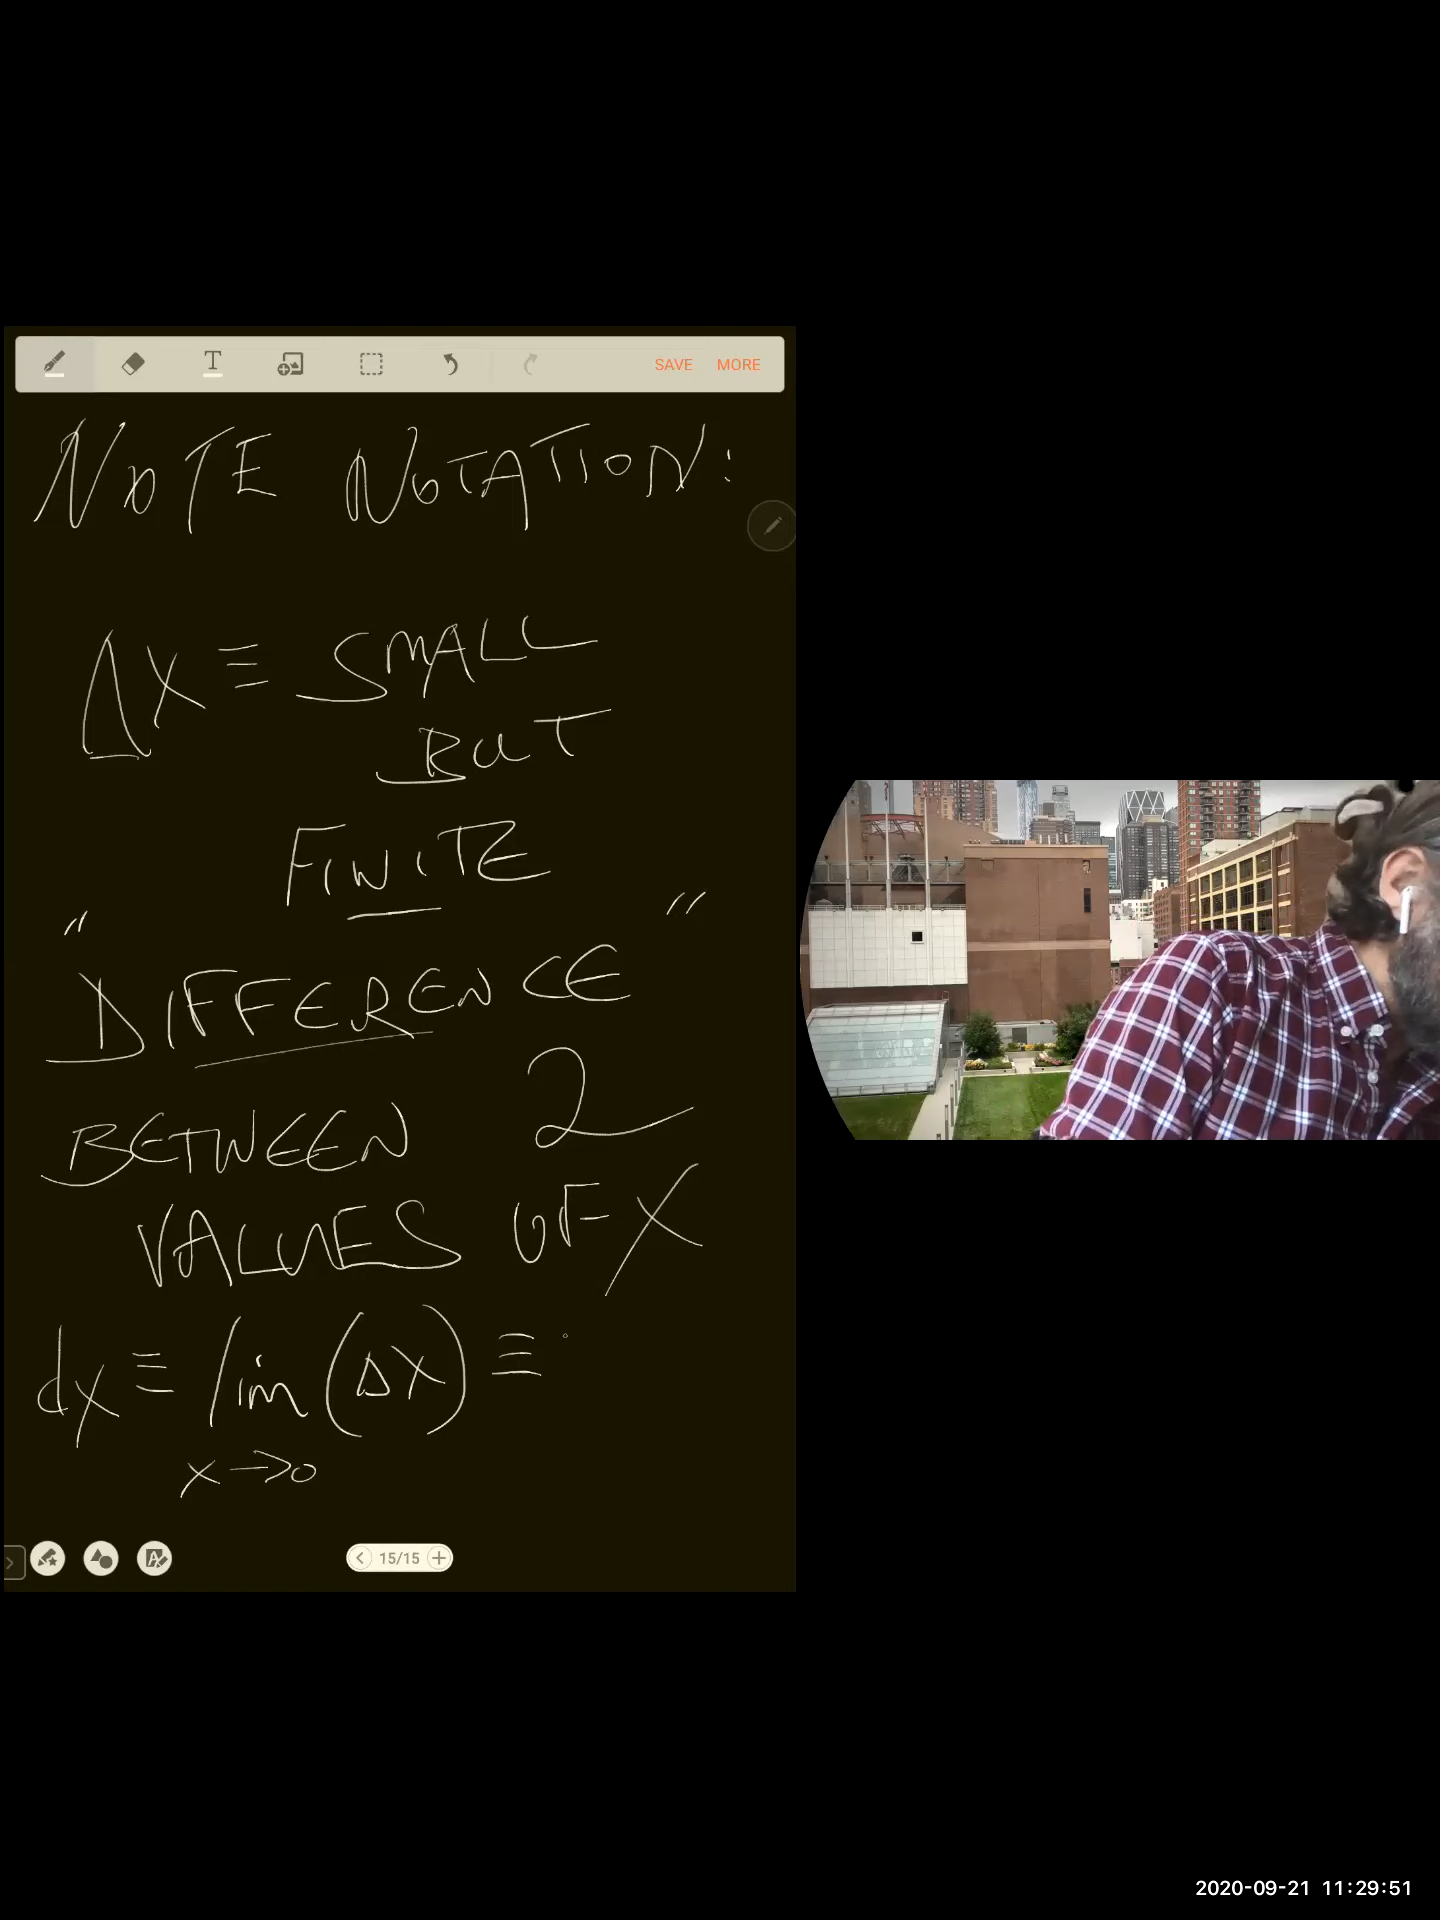 T SAVE MORE
NOTE NOTATION:
Δx ≡ SMALL
BUT
FINITE
"DIFFERENCE"
BETWEEN 2
VALUES OF X
dx ≡ lim (Δx) ≡
x → 0
15/15
2020-09-21 11:29:51